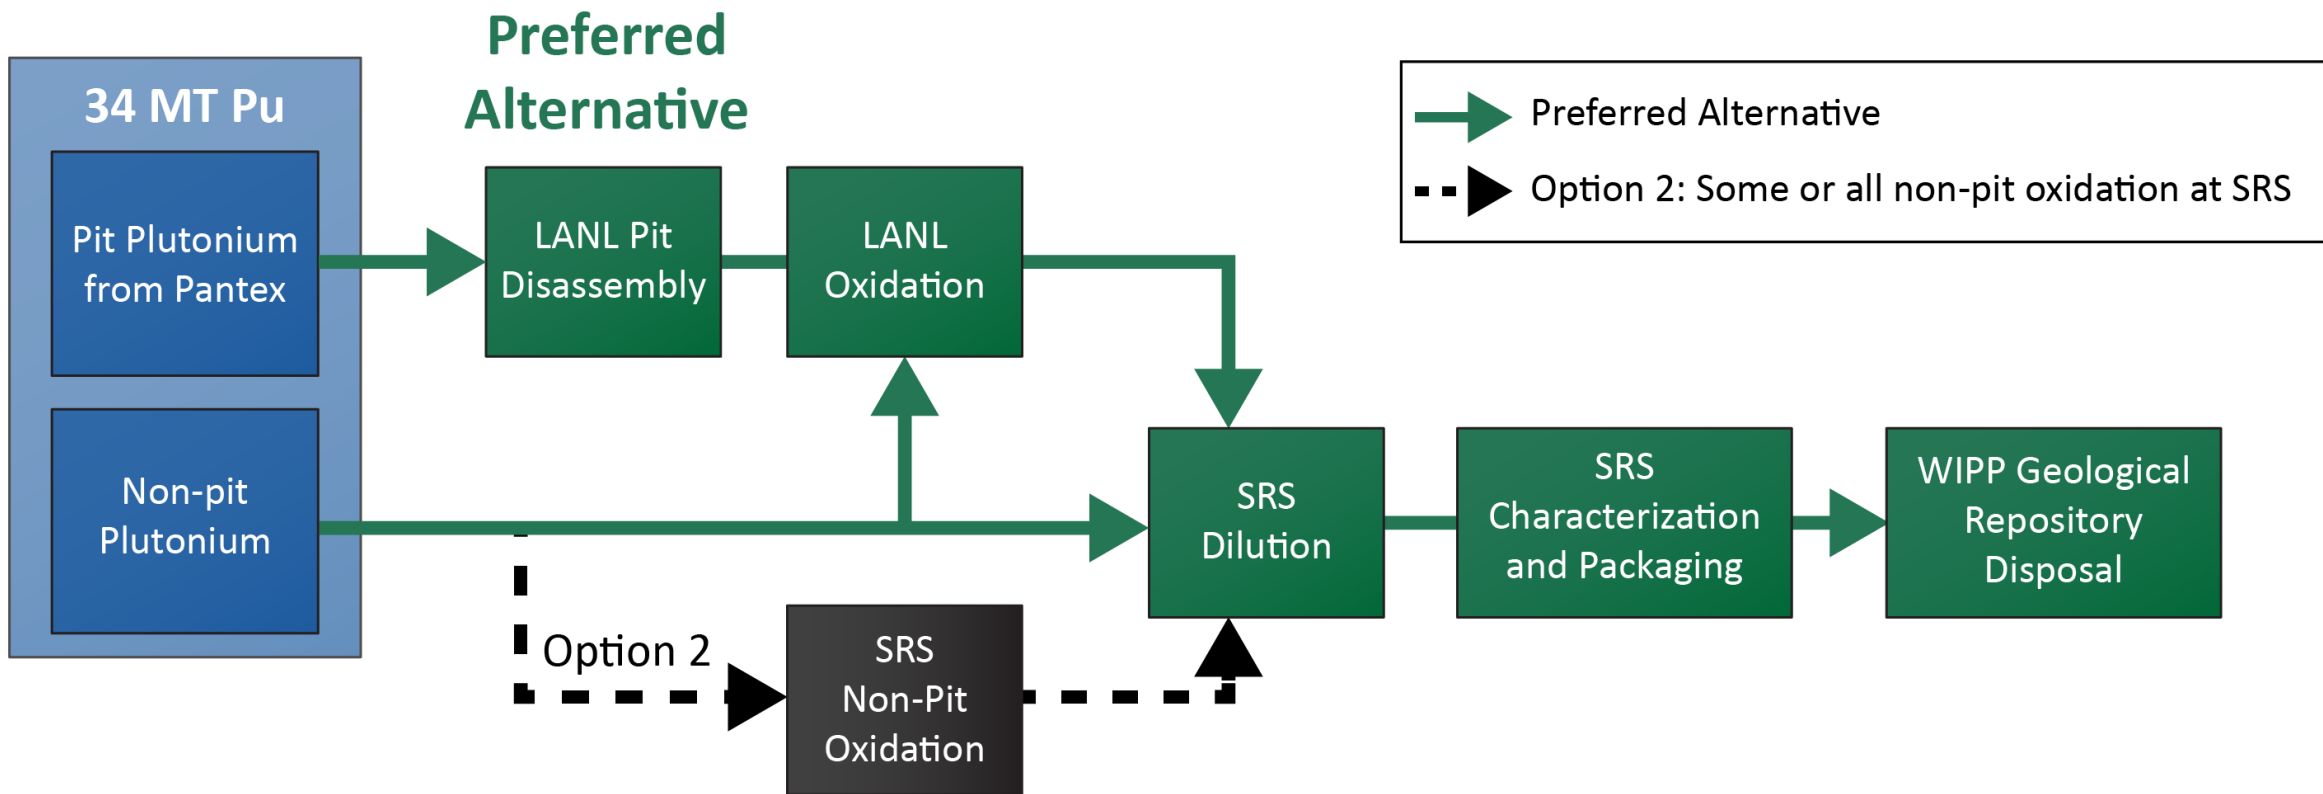 Preferred
Alternative
34 MT Pu
Pit Plutonium
from Pantex
Non-pit
Plutonium
LANL Pit
Disassembly
LANL
Oxidation
Preferred Alternative
Option 2: Some or all non-pit oxidation at SRS
Option 2
SRS
Non-Pit
Oxidation
SRS
Dilution
SRS
Characterization
and Packaging
WIPP Geological
Repository
Disposal